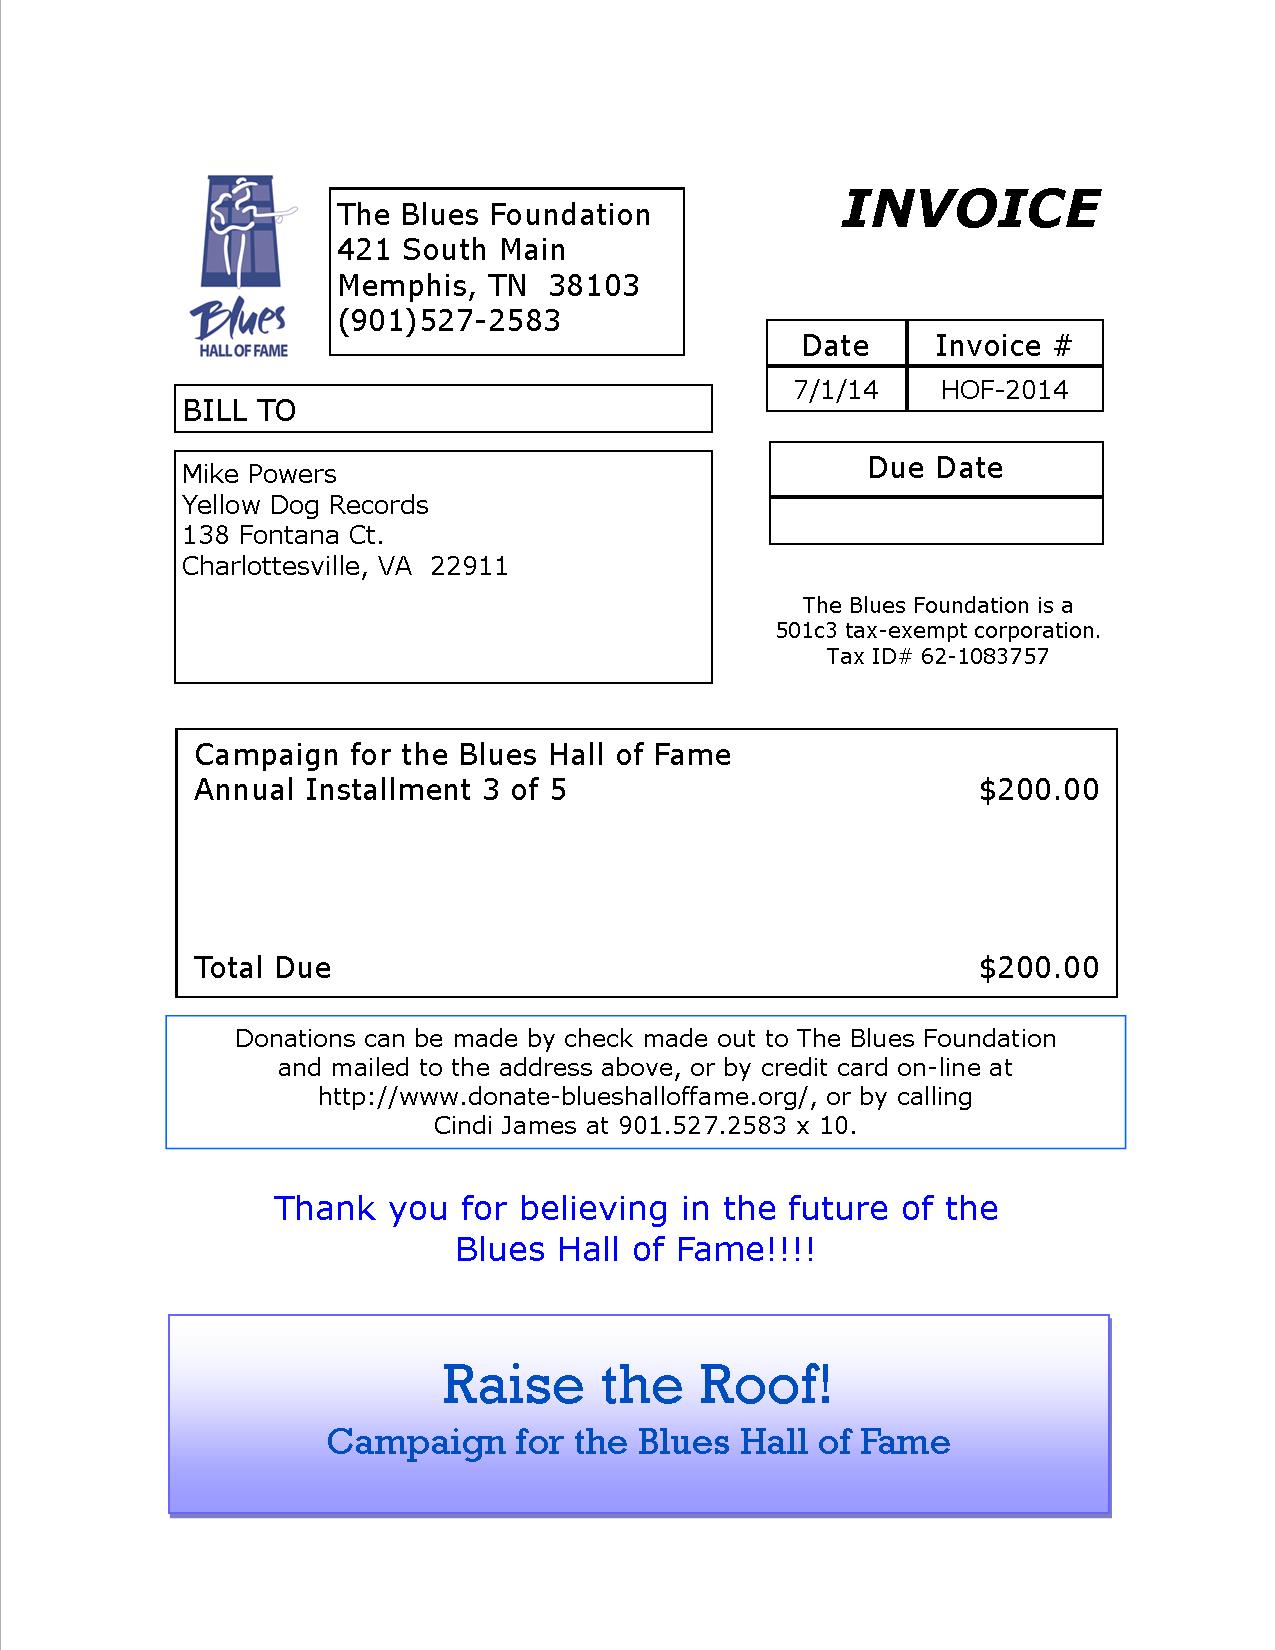 Blues
HALL OF FAME
The Blues Foundation
421 South Main
Memphis, TN  38103
(901)527-2583
INVOICE
Date Invoice #
7/1/14 HOF-2014
BILL TO
Due Date
Mike Powers
Yellow Dog Records
138 Fontana Ct.
Charlottesville, VA  22911
The Blues Foundation is a
501c3 tax-exempt corporation.
Tax ID# 62-1083757
Campaign for the Blues Hall of Fame
Annual Installment 3 of 5 $200.00
Total Due $200.00
Donations can be made by check made out to The Blues Foundation
and mailed to the address above, or by credit card on-line at
http://www.donate-blueshalloffame.org/, or by calling
Cindi James at 901.527.2583 x 10.
Thank you for believing in the future of the
Blues Hall of Fame!!!!
Raise the Roof!
Campaign for the Blues Hall of Fame